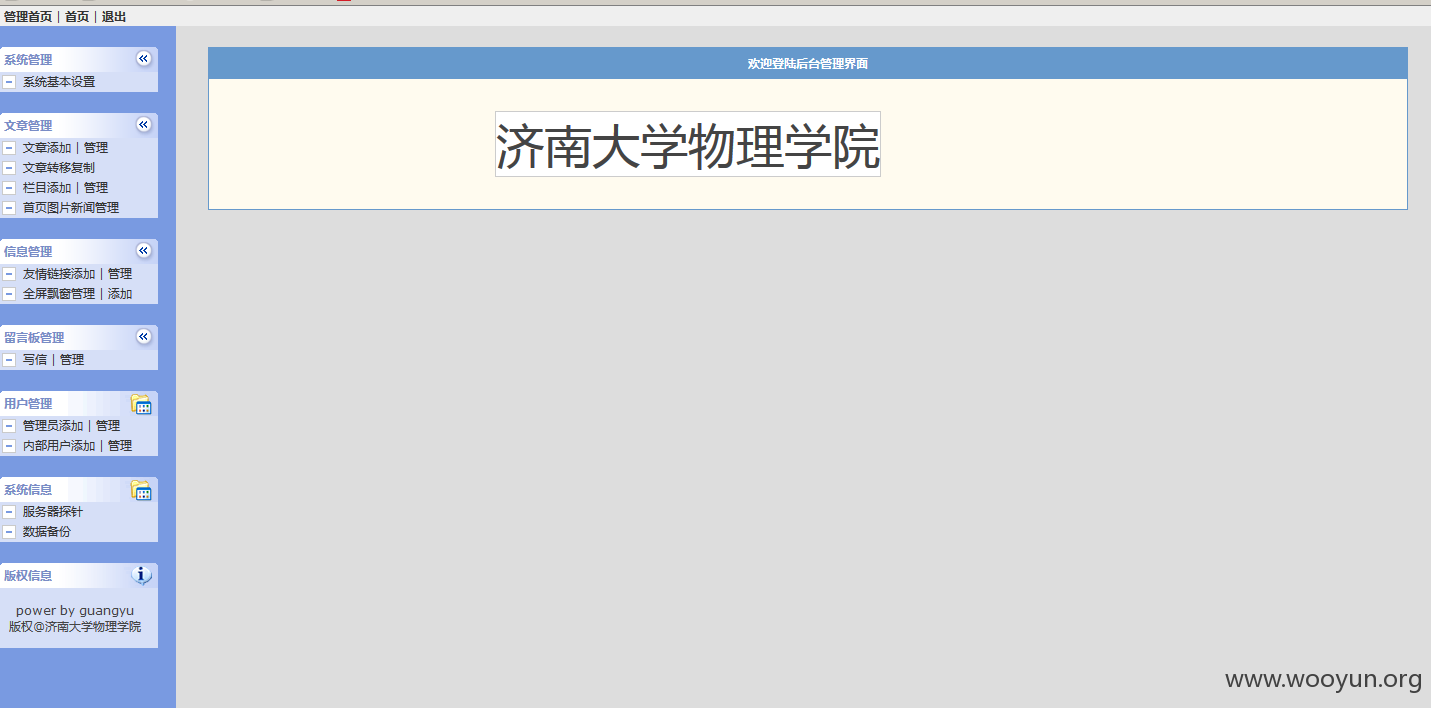 管理首页 | 首页 | 退出
系统管理
系统基本设置
文章管理
文章添加 | 管理
文章转移复制
栏目添加 | 管理
首页图片新闻管理
信息管理
友情链接添加 | 管理
全屏飘窗管理 | 添加
留言板管理
写信 | 管理
用户管理
管理员添加 | 管理
内部用户添加 | 管理
系统信息
服务器探针
数据备份
版权信息
power by guangyu
版权@济南大学物理学院
欢迎登陆后台管理界面
济南大学物理学院
www.wooyun.org